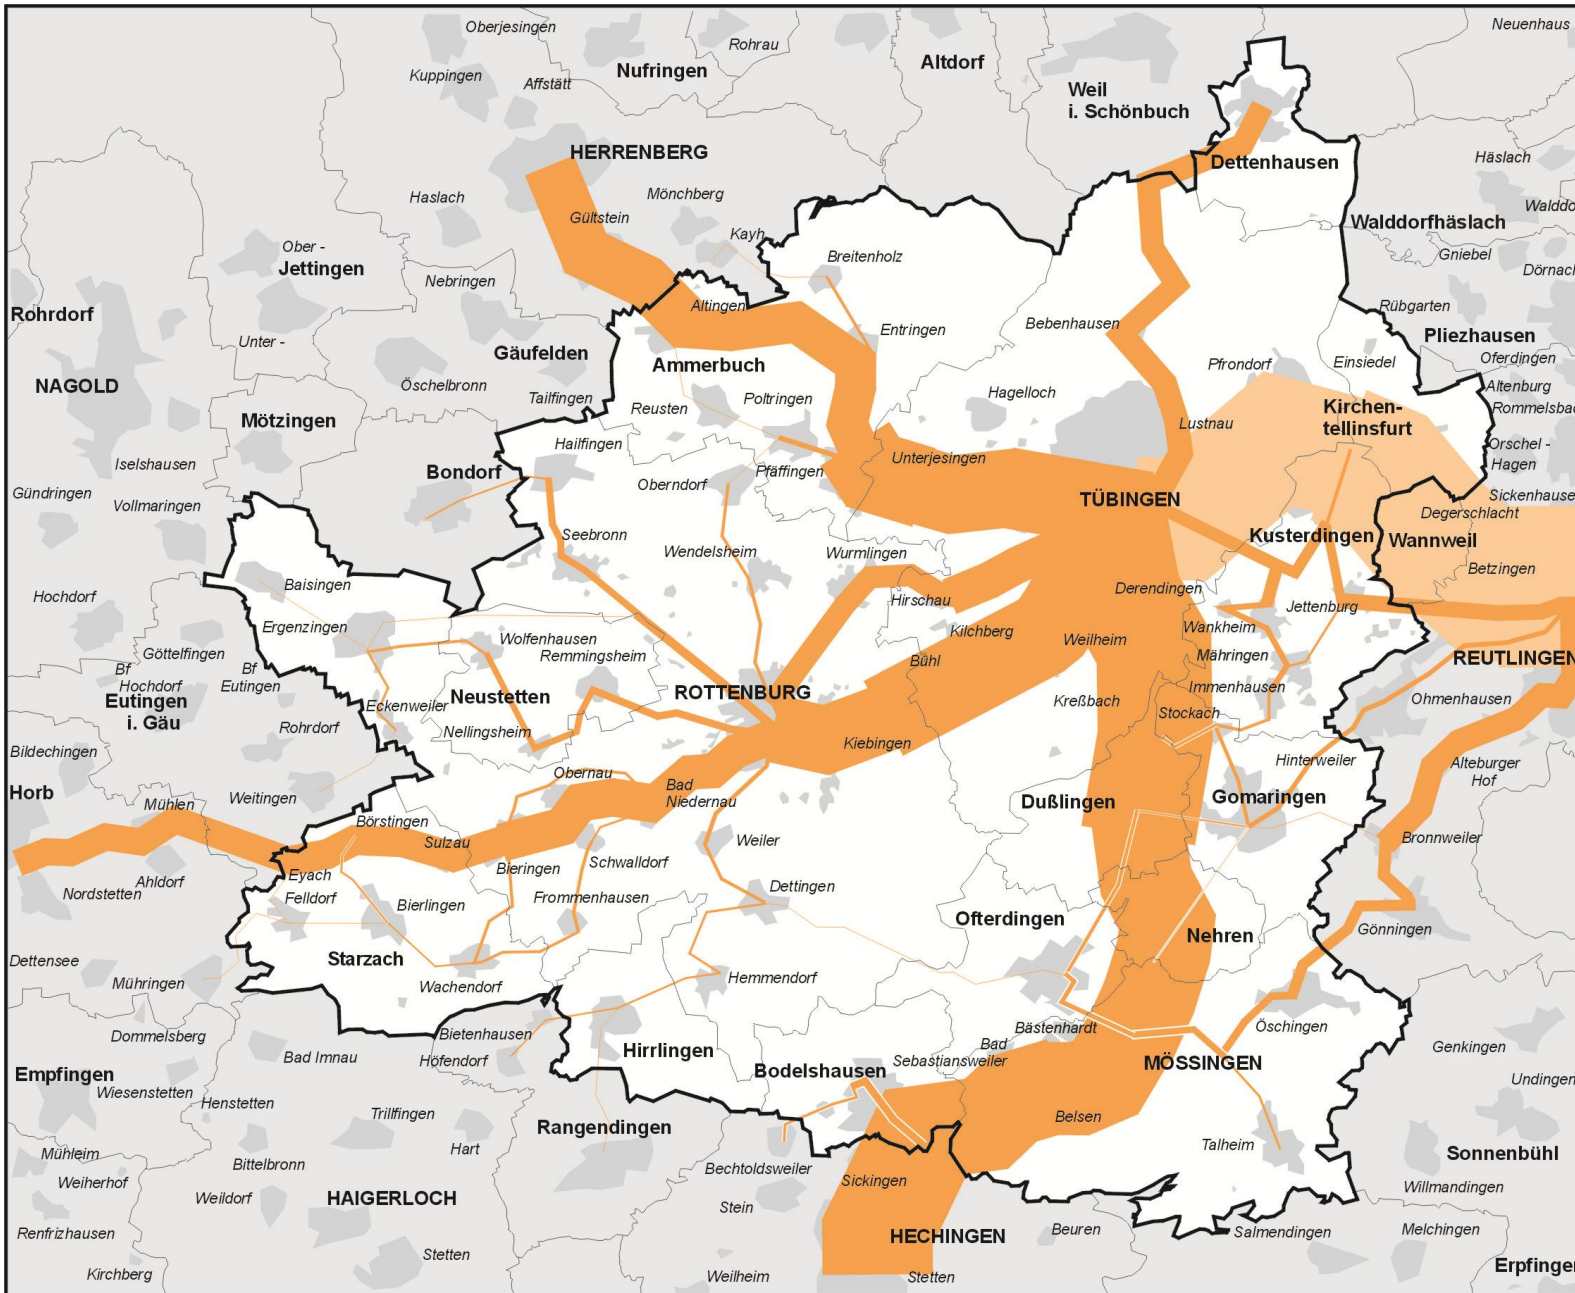 Oberjesingen
Neuenhaus
Rohrau
Altdorf
Nufringen
Kuppingen
Affstätt
Weil
i. Schönbuch
HERRENBERG
Dettenhausen
Häslach
Haslach
Mönchberg
Gültstein
Walddo
Walddorfhäslach
Kayh
Ober -
Jettingen
Breitenholz
Gniebel
Dörnach
Nebringen
Altingen
Rübgarten
Rohrdorf
Bebenhausen
Entringen
Pliezhausen
Unter -
Gäufelden
Ammerbuch
Pfrondorf
Einsiedel
Oferdingen
NAGOLD
Öschelbronn
Hagelloch
Altenburg
Tailfingen
Reusten
Poltringen
Kirchen-
tellinsfurt
Rommelsbac
Mötzingen
Lustnau
Hailfingen
Orschel -
Hagen
Iselshausen
Bondorf
Pfäffingen
Unterjesingen
Gündringen
Oberndorf
TÜBINGEN
Sickenhause
Vollmaringen
Degerschlacht
Seebronn
Wendelsheim
Wurmlingen
Kusterdingen
Wannweil
Betzingen
Baisingen
Derendingen
Hochdorf
Hirschau
Jettenburg
Ergenzingen
Kilchberg
Wankheim
Wolfenhausen
Weilheim
Göttelfingen
Remmingsheim
Mähringen
REUTLINGEN
Bühl
Bf
Hochdorf
Bf
Eutingen
Immenhausen
Neustetten
ROTTENBURG
Eutingen
i. Gäu
Eckenweiler
Kreßbach
Ohmenhausen
Stockach
Rohrdorf
Nellingsheim
Kiebingen
Bildechingen
Hinterweiler
Alteburger
Hof
Obernau
Bad
Niedernau
Horb
Weitingen
Mühlen
Dußlingen
Gomaringen
Börstingen
Sulzau
Weiler
Bronnweiler
Schwalldorf
Bieringen
Eyach
Ahldorf
Nordstetten
Felldorf
Bierlingen
Frommenhausen
Dettingen
Ofterdingen
Gönningen
Nehren
Dettensee
Starzach
Mühringen
Wachendorf
Hemmendorf
Bästenhardt
Öschingen
Dommelsberg
Bietenhausen
Bad
Sebastiansweiler
Bad Imnau
Höfendorf
Hirrlingen
Genkingen
MÖSSINGEN
Empfingen
Bodelshausen
Undingen
Wiesenstetten
Henstetten
Trillfingen
Belsen
Rangendingen
Hart
Talheim
Mühleim
Sonnenbühl
Bittelbronn
Bechtoldsweiler
Weiherhof
Sickingen
Willmandingen
Weildorf
HAIGERLOCH
Stein
Renfrizhausen
HECHINGEN
Beuren
Salmendingen
Melchingen
Stetten
Kirchberg
Weilheim
Stetten
Erpfingen